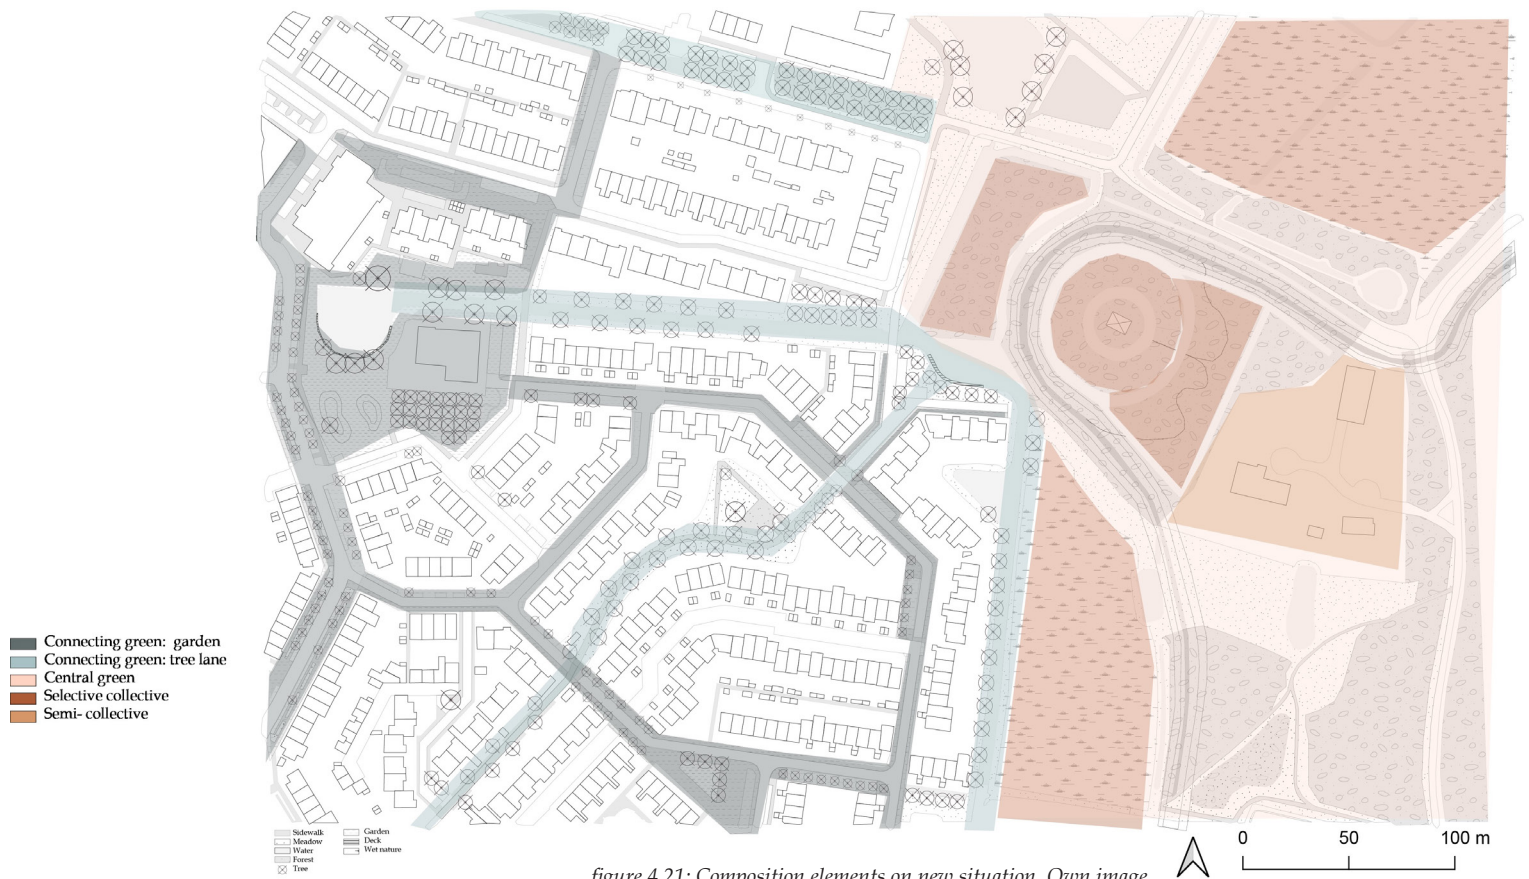 Connecting green: garden
Connecting green: tree lane
Central green
Selective collective
Semi- collective
Sidewalk
Meadow
Water
Forest
Tree
Garden
Deck
Wet nature
0 50 100 m
figure 4.21: Composition elements on new situation. Own image